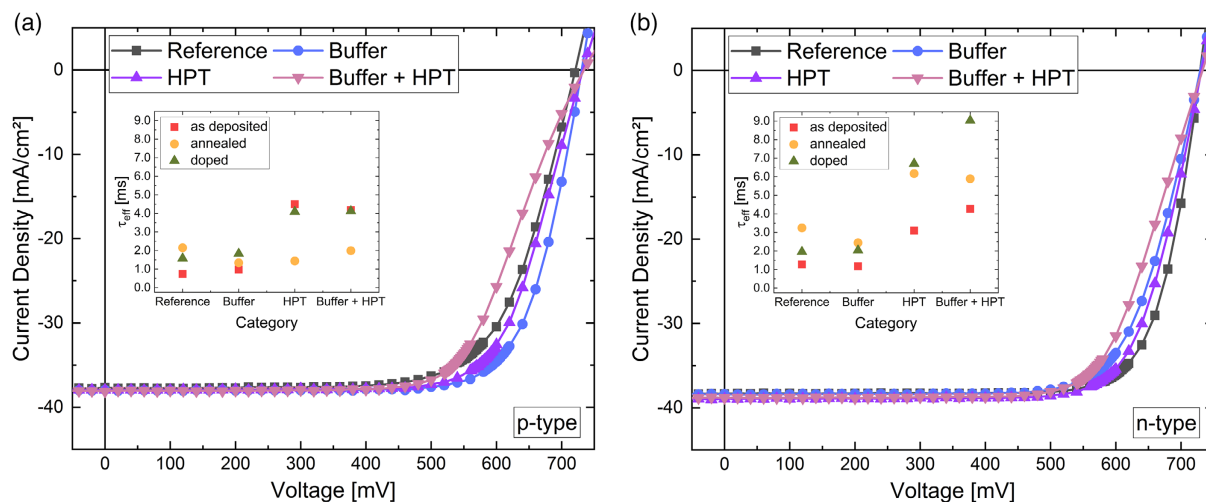 (a)
Reference
Buffer
HPT
Buffer + HPT
0
-10
-20
-30
-40
Current Density [mA/cm²]
as deposited
annealed
doped
9.0
8.0
7.0
6.0
5.0
4.0
3.0
2.0
1.0
0.0
τeff [ms]
Reference Buffer HPT Buffer + HPT
Category
p-type
0 100 200 300 400 500 600 700
Voltage [mV]
(b)
Reference
Buffer
HPT
Buffer + HPT
0
-10
-20
-30
-40
Current Density [mA/cm²]
as deposited
annealed
doped
9.0
8.0
7.0
6.0
5.0
4.0
3.0
2.0
1.0
0.0
τeff [ms]
Reference Buffer HPT Buffer + HPT
Category
n-type
0 100 200 300 400 500 600 700
Voltage [mV]